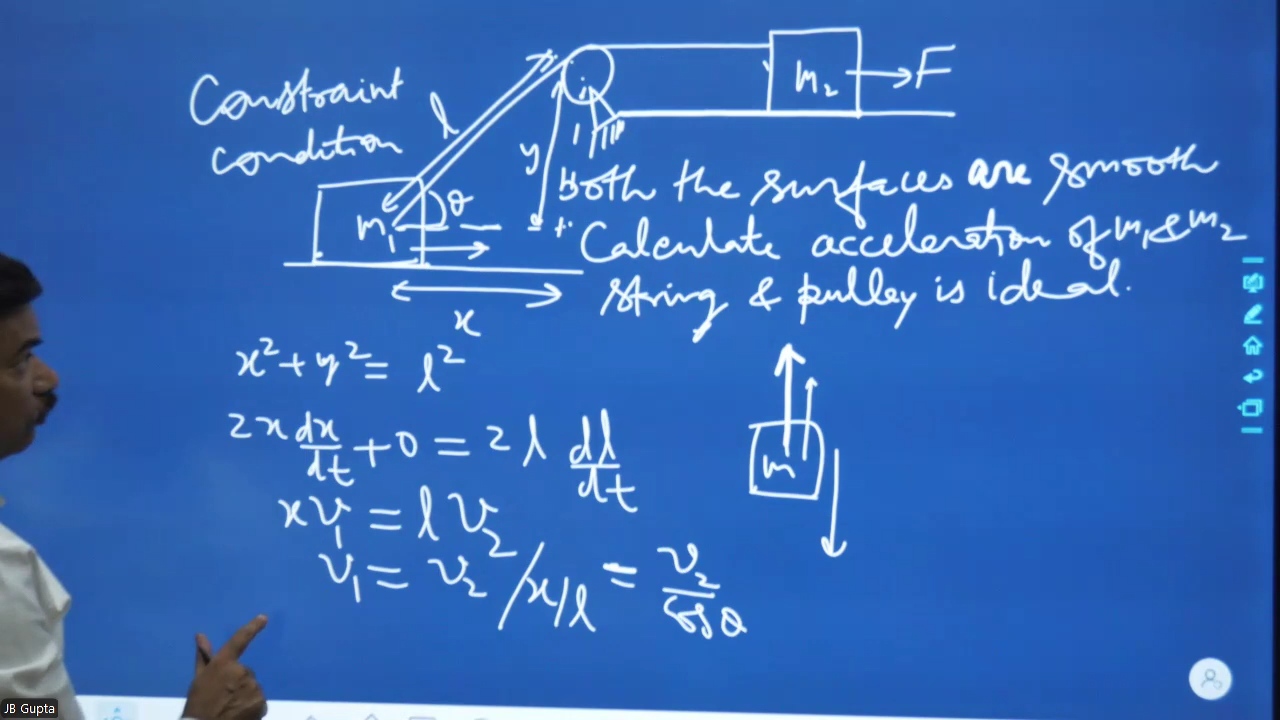 Constraint
condition
l
y
m₁
θ
x
m₂
F
Both the surfaces are smooth
Calculate acceleration of m₁ & m₂
string & pulley is ideal.
x² + y² = l²
2x dx/dt + 0 = 2l dl/dt
x v₁ = l v₂
v₁ = v₂ / x/l = v₂/cosθ
m
JB Gupta